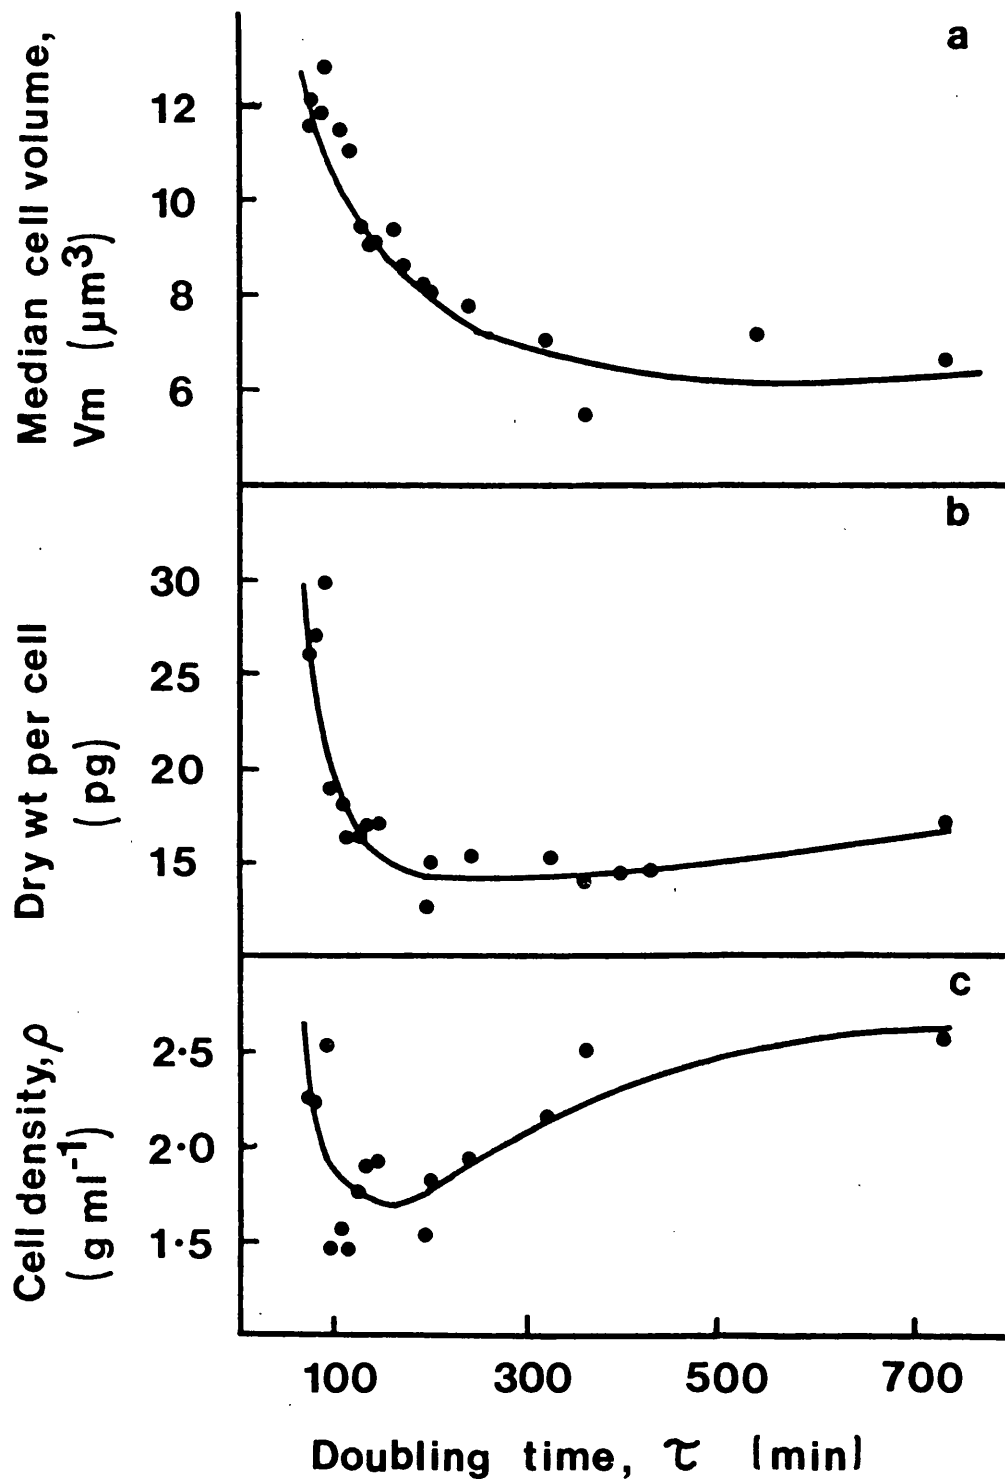 a
Median cell volume,
Vm (μm³)
12
10
8
6
b
Dry wt per cell
(pg)
30
25
20
15
c
Cell density, ρ
(g ml⁻¹)
2·5
2·0
1·5
100 300 500 700
Doubling time, τ (min)